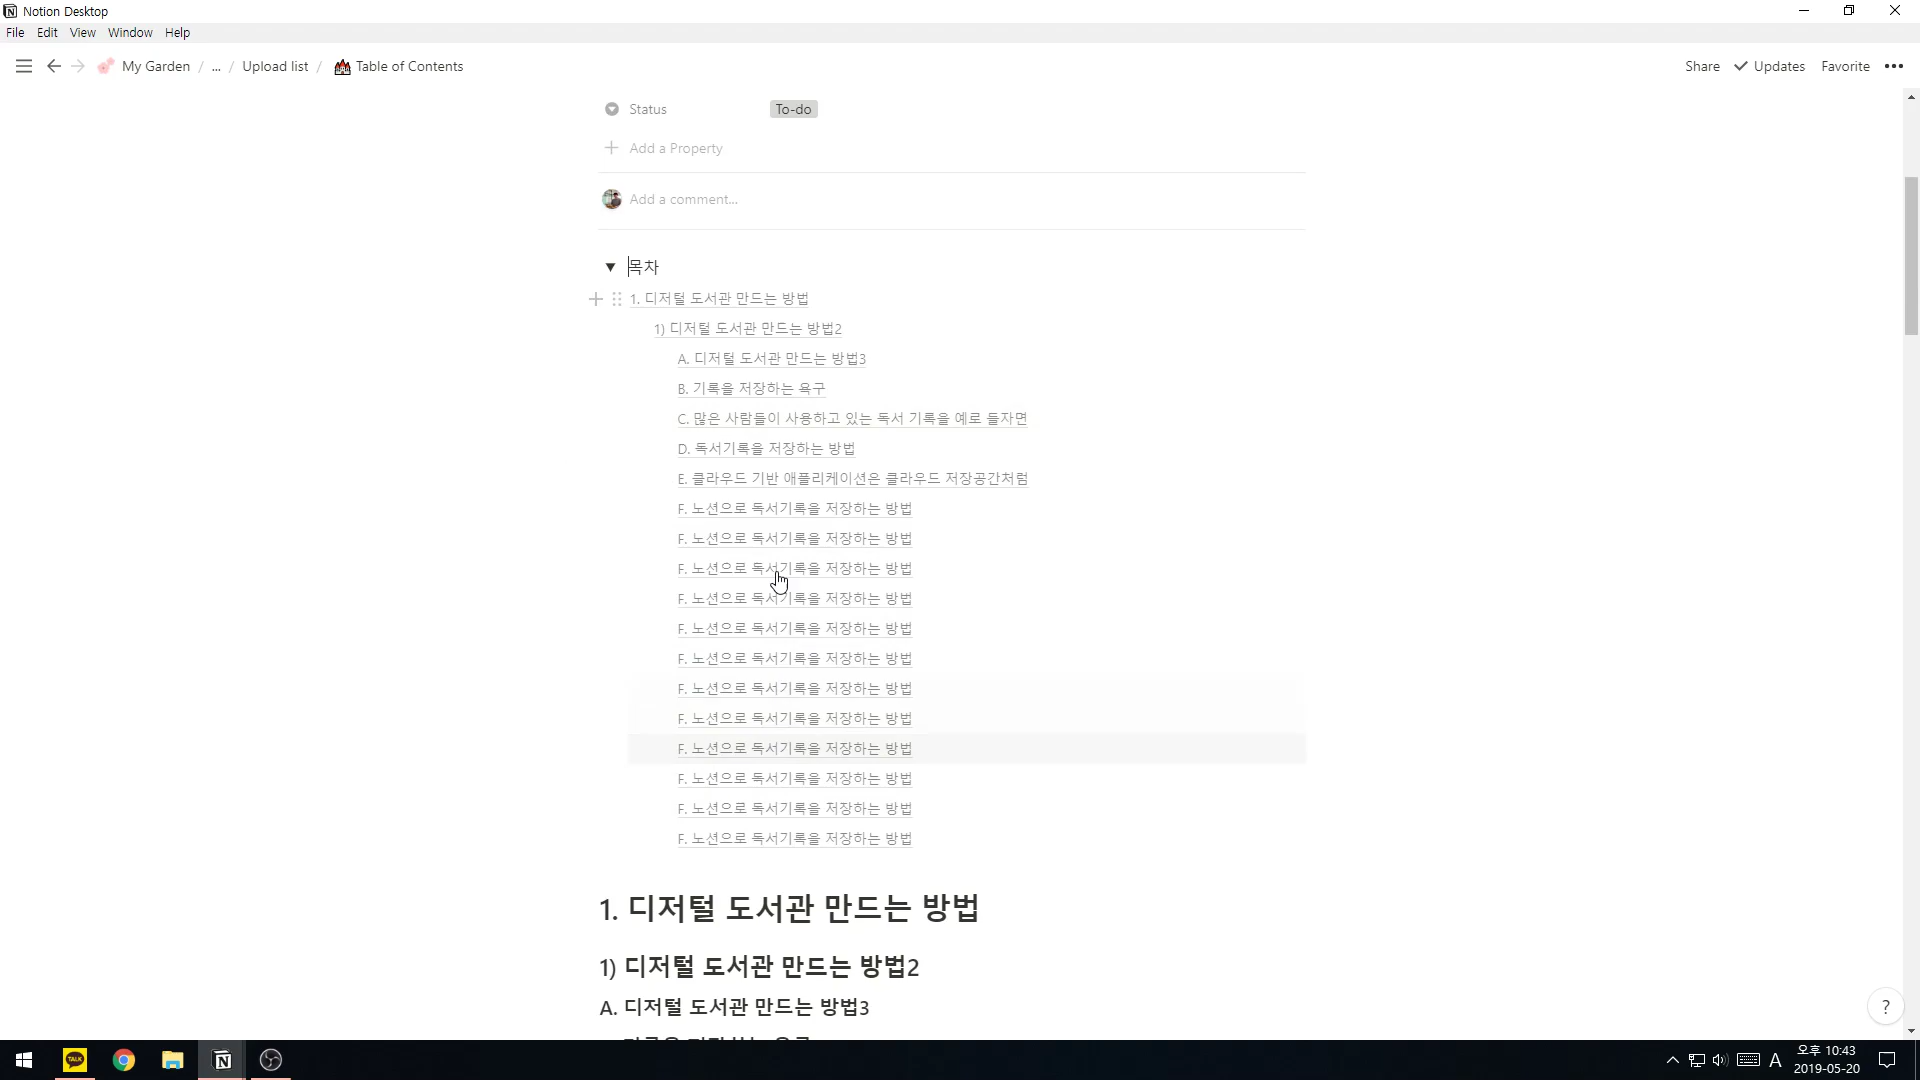 Notion Desktop
File Edit View Window Help
My Garden / ... / Upload list / Table of Contents
Share Updates Favorite
Status To-do
Add a Property
Add a comment...
목차
1. 디저털 도서관 만드는 방법
1) 디저털 도서관 만드는 방법2
A. 디저털 도서관 만드는 방법3
B. 기록을 저장하는 욕구
C. 많은 사람들이 사용하고 있는 독서 기록을 예로 들자면
D. 독서기록을 저장하는 방법
E. 클라우드 기반 애플리케이션은 클라우드 저장공간처럼
F. 노션으로 독서기록을 저장하는 방법
F. 노션으로 독서기록을 저장하는 방법
F. 노션으로 독서기록을 저장하는 방법
F. 노션으로 독서기록을 저장하는 방법
F. 노션으로 독서기록을 저장하는 방법
F. 노션으로 독서기록을 저장하는 방법
F. 노션으로 독서기록을 저장하는 방법
F. 노션으로 독서기록을 저장하는 방법
F. 노션으로 독서기록을 저장하는 방법
F. 노션으로 독서기록을 저장하는 방법
F. 노션으로 독서기록을 저장하는 방법
F. 노션으로 독서기록을 저장하는 방법
1. 디저털 도서관 만드는 방법
1) 디저털 도서관 만드는 방법2
A. 디저털 도서관 만드는 방법3
?
TALK
A
오후 10:43
2019-05-20